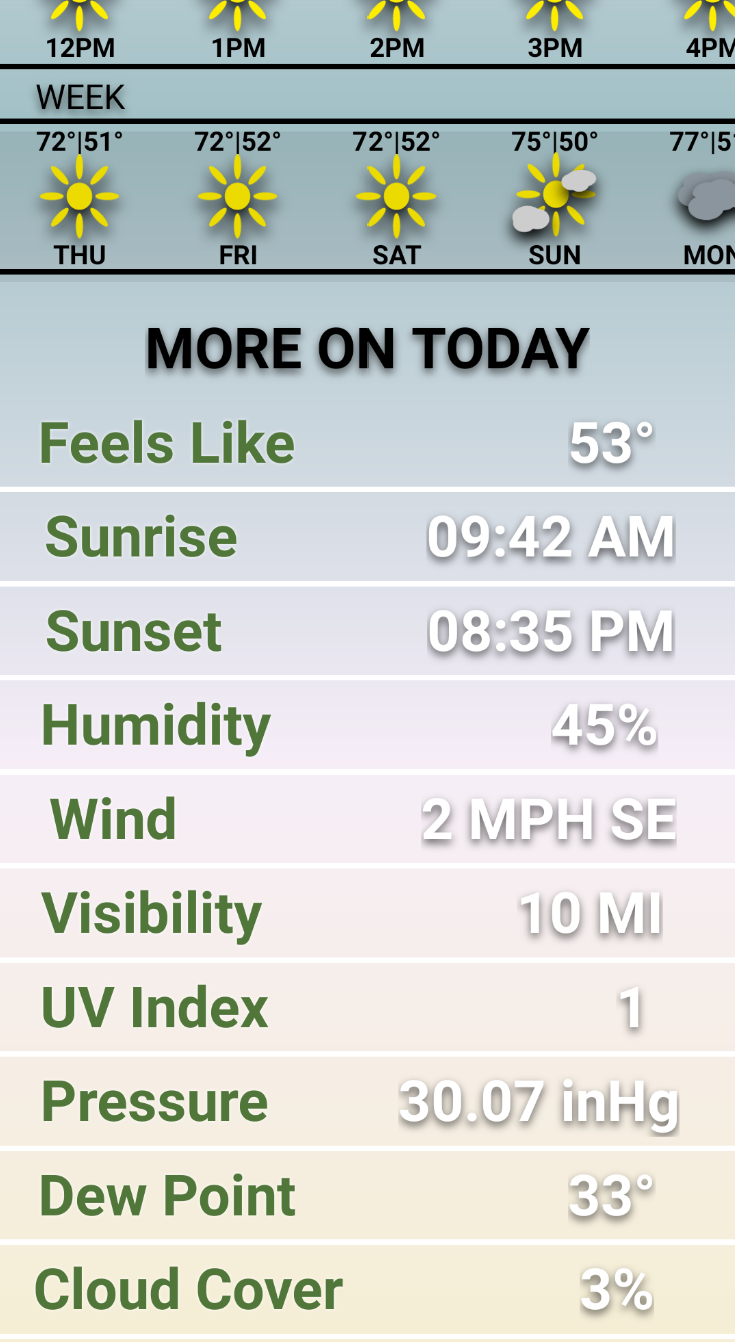 12PM 1PM 2PM 3PM 4PM
WEEK
72°|51° 72°|52° 72°|52° 75°|50° 77°|5
THU FRI SAT SUN MON
MORE ON TODAY
Feels Like 53°
Sunrise 09:42 AM
Sunset 08:35 PM
Humidity 45%
Wind 2 MPH SE
Visibility 10 MI
UV Index 1
Pressure 30.07 inHg
Dew Point 33°
Cloud Cover 3%